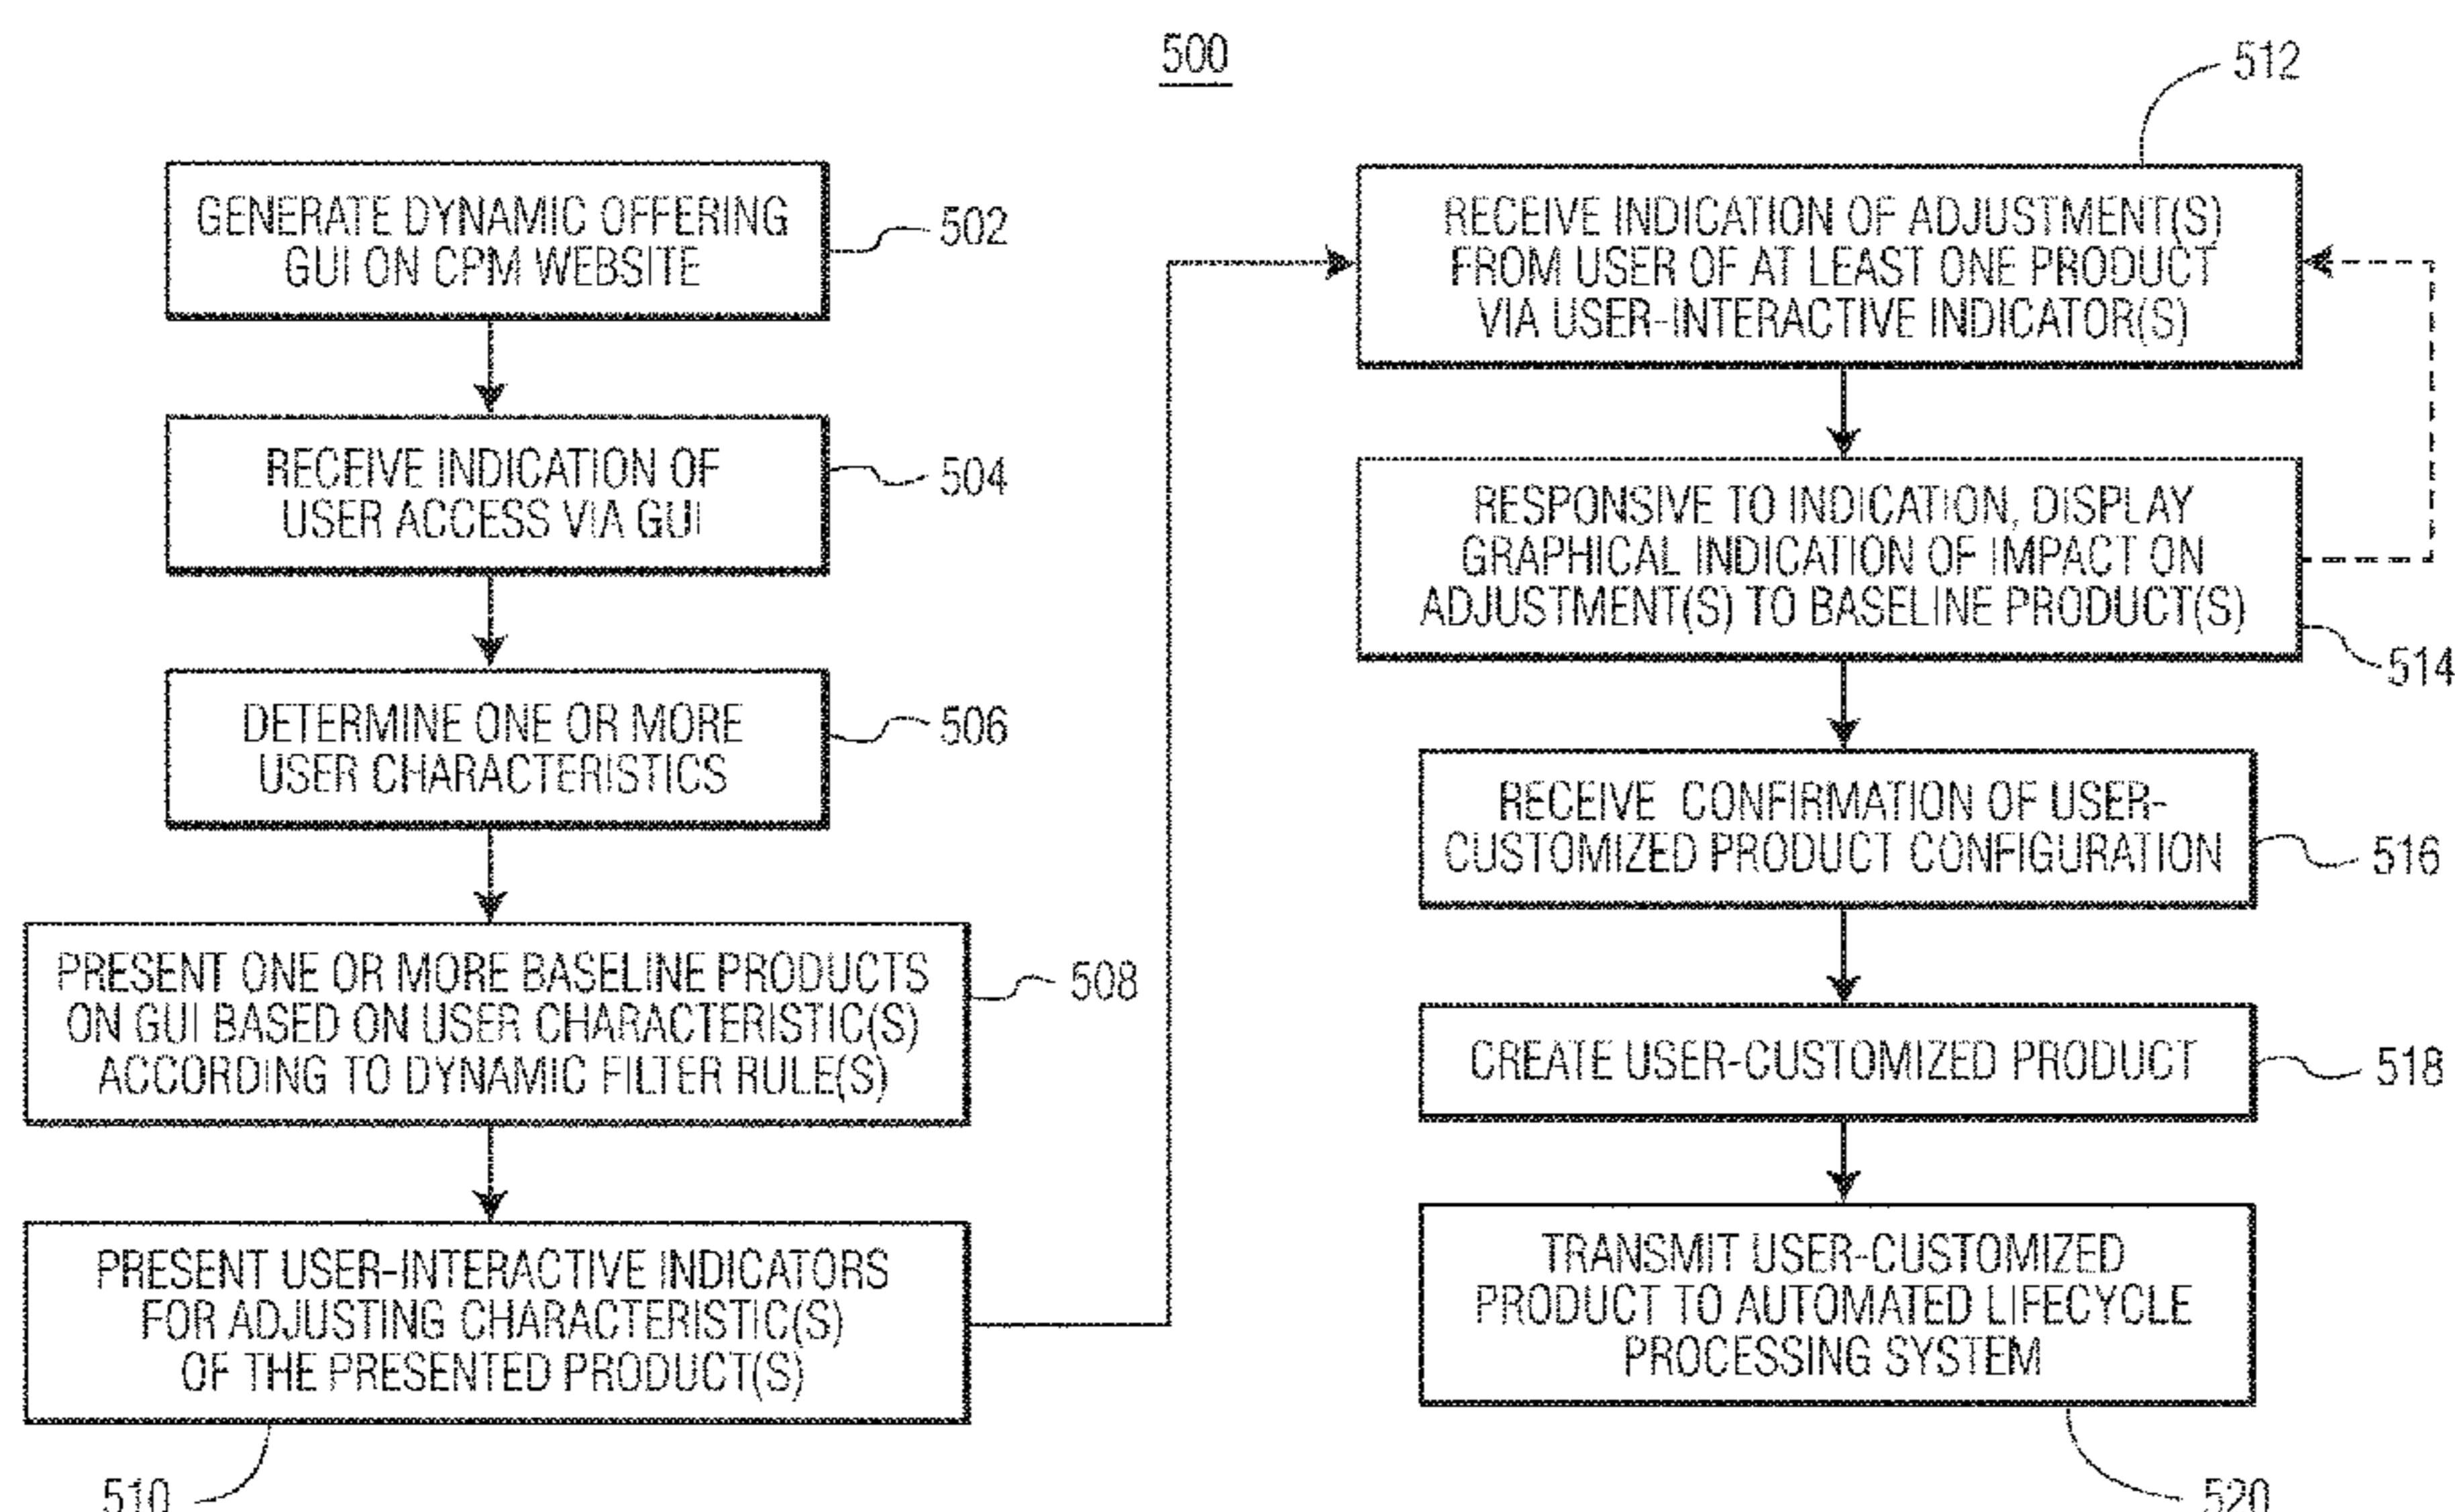 500
GENERATE DYNAMIC OFFERING
GUI ON CPM WEBSITE
502
RECEIVE INDICATION OF
USER ACCESS VIA GUI
504
DETERMINE ONE OR MORE
USER CHARACTERISTICS
506
PRESENT ONE OR MORE BASELINE PRODUCTS
ON GUI BASED ON USER CHARACTERISTIC(S)
ACCORDING TO DYNAMIC FILTER RULE(S)
508
PRESENT USER-INTERACTIVE INDICATORS
FOR ADJUSTING CHARACTERISTIC(S)
OF THE PRESENTED PRODUCT(S)
510
512
RECEIVE INDICATION OF ADJUSTMENT(S)
FROM USER OF AT LEAST ONE PRODUCT
VIA USER-INTERACTIVE INDICATOR(S)
RESPONSIVE TO INDICATION, DISPLAY
GRAPHICAL INDICATION OF IMPACT ON
ADJUSTMENT(S) TO BASELINE PRODUCT(S)
514
RECEIVE CONFIRMATION OF USER-
CUSTOMIZED PRODUCT CONFIGURATION
516
CREATE USER-CUSTOMIZED PRODUCT
518
TRANSMIT USER-CUSTOMIZED
PRODUCT TO AUTOMATED LIFECYCLE
PROCESSING SYSTEM
520